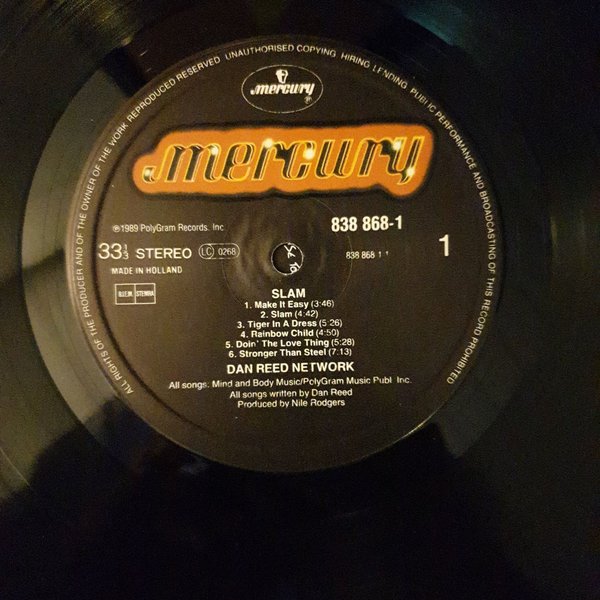 ALL RIGHTS OF THE PRODUCER AND OF THE OWNER OF THE WORK REPRODUCED RESERVED UNAUTHORISED COPYING HIRING LENDING PUBLIC PERFORMANCE AND BROADCASTING OF THIS RECORD PROHIBITED
mercury
mercury
℗1989 PolyGram Records, Inc.
838 868-1
33⅓ STEREO LC 0268
838 868 1 1
1
MADE IN HOLLAND
B.I.E.M. STEMRA
SLAM
1. Make It Easy (3:46)
2. Slam (4:42)
3. Tiger In A Dress (5:26)
4. Rainbow Child (4:50)
5. Doin' The Love Thing (5:28)
6. Stronger Than Steel (7:13)
DAN REED NETWORK
All songs: Mind and Body Music/PolyGram Music Publ. Inc.
All songs written by Dan Reed
Produced by Nile Rodgers